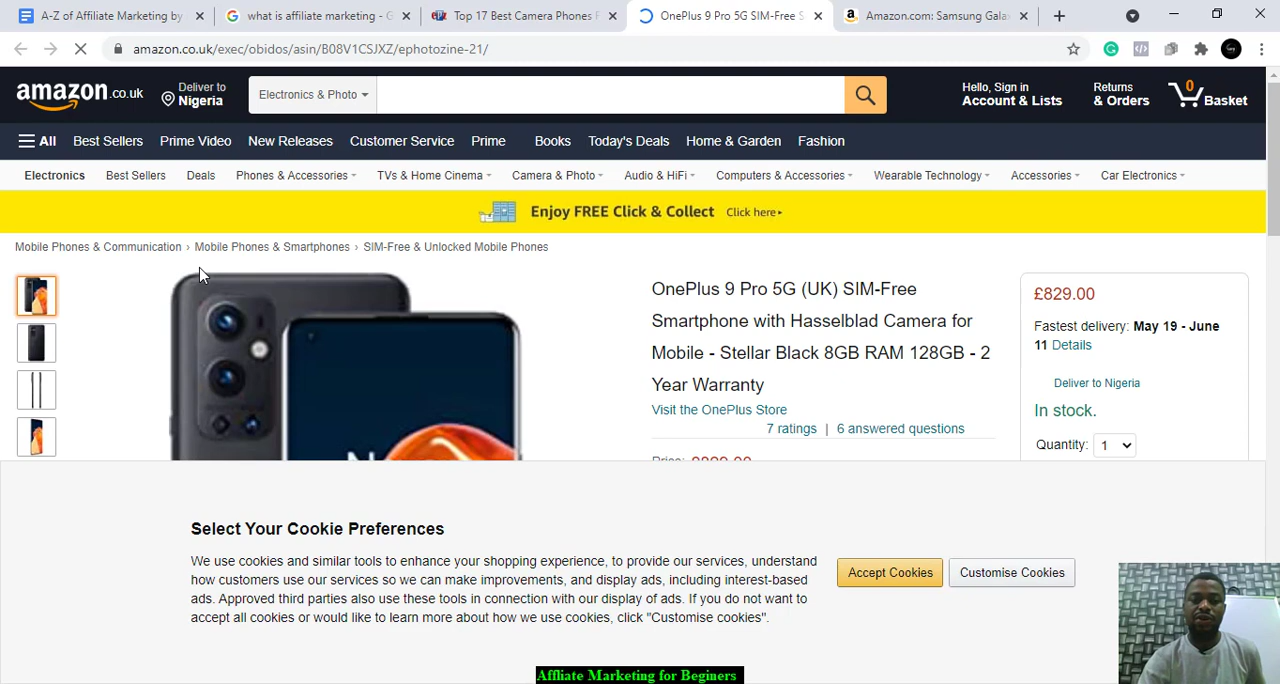 A-Z of Affiliate Marketing by
what is affiliate marketing - G
Top 17 Best Camera Phones F
OnePlus 9 Pro 5G SIM-Free S
Amazon.com: Samsung Gala
amazon.co.uk/exec/obidos/asin/B08V1CSJXZ/ephotozine-21/
amazon.co.uk
Deliver to
Nigeria
Electronics & Photo
Hello, Sign in
Account & Lists
Returns
& Orders
0
Basket
All
Best Sellers
Prime Video
New Releases
Customer Service
Prime
Books
Today's Deals
Home & Garden
Fashion
Electronics
Best Sellers
Deals
Phones & Accessories
TVs & Home Cinema
Camera & Photo
Audio & HiFi
Computers & Accessories
Wearable Technology
Accessories
Car Electronics
Enjoy FREE Click & Collect Click here
Mobile Phones & Communication › Mobile Phones & Smartphones › SIM-Free & Unlocked Mobile Phones
OnePlus 9 Pro 5G (UK) SIM-Free
Smartphone with Hasselblad Camera for
Mobile - Stellar Black 8GB RAM 128GB - 2
Year Warranty
Visit the OnePlus Store
7 ratings | 6 answered questions
Price: £829.00
£829.00
Fastest delivery: May 19 - June
11 Details
Deliver to Nigeria
In stock.
Quantity: 1
Select Your Cookie Preferences
We use cookies and similar tools to enhance your shopping experience, to provide our services, understand
how customers use our services so we can make improvements, and display ads, including interest-based
ads. Approved third parties also use these tools in connection with our display of ads. If you do not want to
accept all cookies or would like to learn more about how we use cookies, click "Customise cookies".
Accept Cookies
Customise Cookies
Affliate Marketing for Beginers